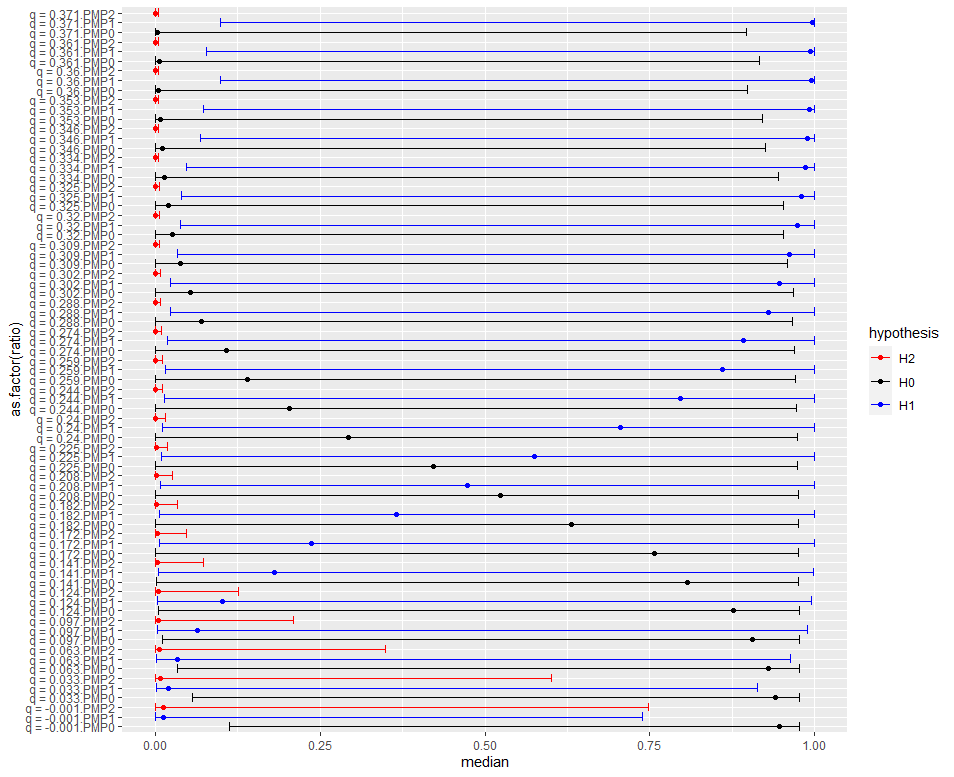 q = 0.371.PMP2
q = 0.371.PMP1
q = 0.371.PMP0
q = 0.361.PMP2
q = 0.361.PMP1
q = 0.361.PMP0
q = 0.36.PMP2
q = 0.36.PMP1
q = 0.36.PMP0
q = 0.353.PMP2
q = 0.353.PMP1
q = 0.353.PMP0
q = 0.346.PMP2
q = 0.346.PMP1
q = 0.346.PMP0
q = 0.334.PMP2
q = 0.334.PMP1
q = 0.334.PMP0
q = 0.325.PMP2
q = 0.325.PMP1
q = 0.325.PMP0
q = 0.32.PMP2
q = 0.32.PMP1
q = 0.32.PMP0
q = 0.309.PMP2
q = 0.309.PMP1
q = 0.309.PMP0
q = 0.302.PMP2
q = 0.302.PMP1
q = 0.302.PMP0
q = 0.288.PMP2
q = 0.288.PMP1
q = 0.288.PMP0
q = 0.274.PMP2
q = 0.274.PMP1
q = 0.274.PMP0
q = 0.259.PMP2
q = 0.259.PMP1
q = 0.259.PMP0
q = 0.244.PMP2
q = 0.244.PMP1
q = 0.244.PMP0
q = 0.24.PMP2
q = 0.24.PMP1
q = 0.24.PMP0
q = 0.225.PMP2
q = 0.225.PMP1
q = 0.225.PMP0
q = 0.208.PMP2
q = 0.208.PMP1
q = 0.208.PMP0
q = 0.182.PMP2
q = 0.182.PMP1
q = 0.182.PMP0
q = 0.172.PMP2
q = 0.172.PMP1
q = 0.172.PMP0
q = 0.141.PMP2
q = 0.141.PMP1
q = 0.141.PMP0
q = 0.124.PMP2
q = 0.124.PMP1
q = 0.124.PMP0
q = 0.097.PMP2
q = 0.097.PMP1
q = 0.097.PMP0
q = 0.063.PMP2
q = 0.063.PMP1
q = 0.063.PMP0
q = 0.033.PMP2
q = 0.033.PMP1
q = 0.033.PMP0
q = -0.001.PMP2
q = -0.001.PMP1
q = -0.001.PMP0
as.factor(ratio)
0.00 0.25 0.50 0.75 1.00
median
hypothesis
H2
H0
H1